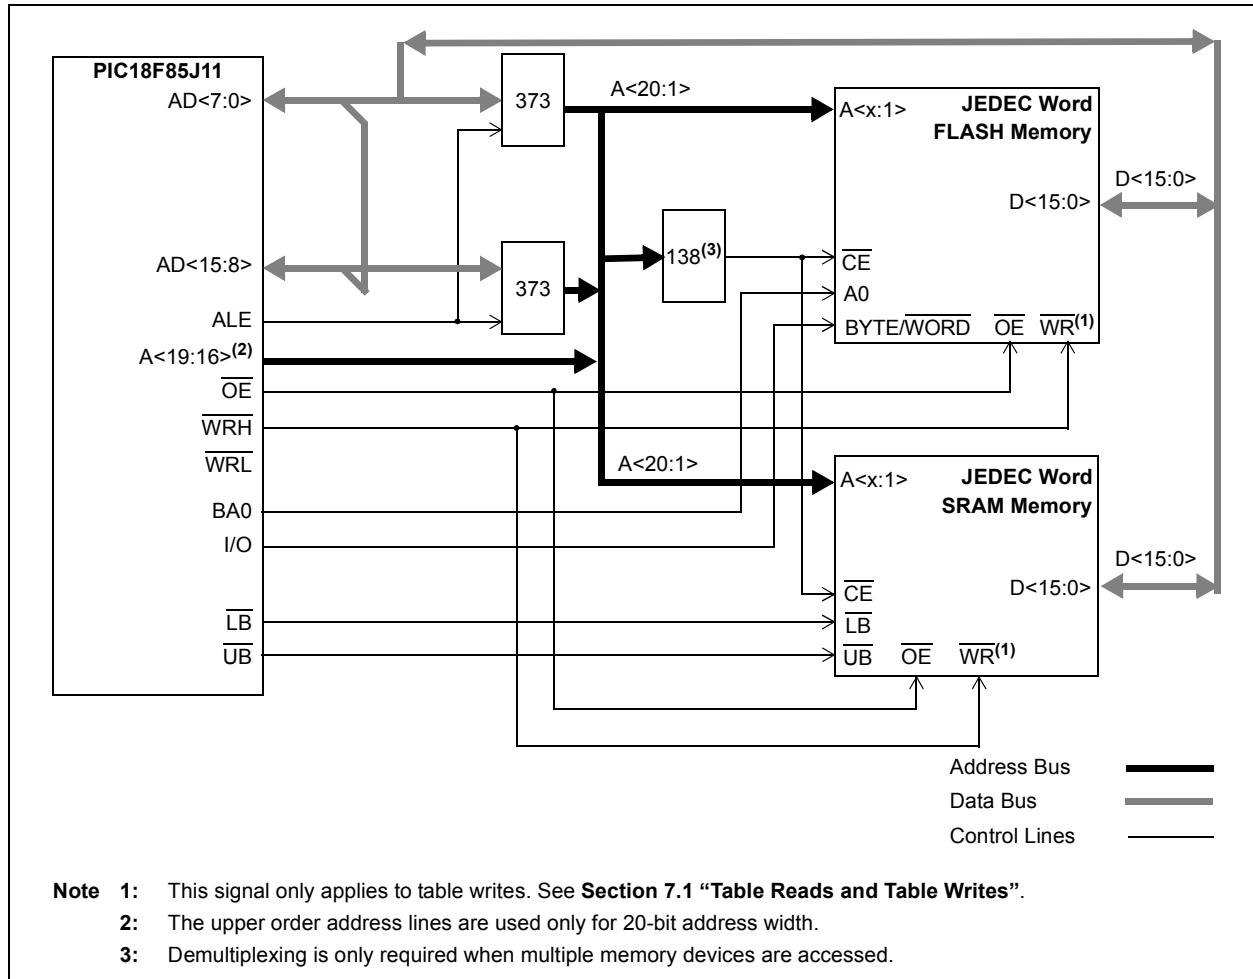 PIC18F85J11
AD<7:0>
AD<15:8>
ALE
A<19:16>(2)
OE
WRH
WRL
BA0
I/O
LB
UB
373
373
A<20:1>
138(3)
A<20:1>
A<x:1>
JEDEC Word
FLASH Memory
D<15:0>
CE
A0
BYTE/WORD OE WR(1)
D<15:0>
A<x:1>
JEDEC Word
SRAM Memory
D<15:0>
CE
LB
UB OE WR(1)
D<15:0>
Address Bus
Data Bus
Control Lines
Note 1: This signal only applies to table writes. See Section 7.1 “Table Reads and Table Writes”.
2: The upper order address lines are used only for 20-bit address width.
3: Demultiplexing is only required when multiple memory devices are accessed.